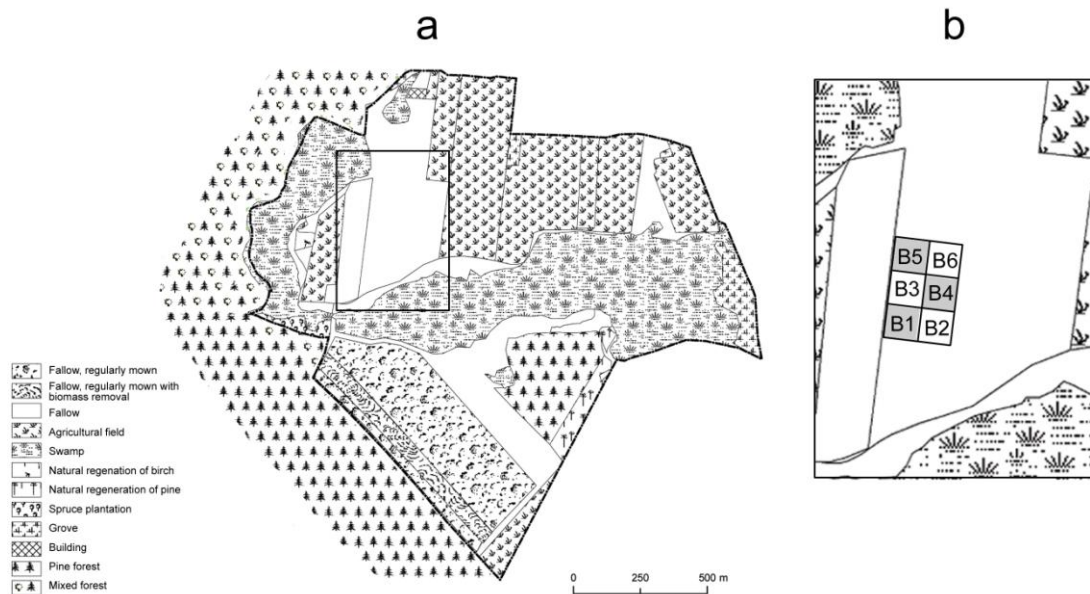 a
b
B5 B6
B3 B4
B1 B2
Fallow, regularly mown
Fallow, regularly mown with
biomass removal
Fallow
Agricultural field
Swamp
Natural regenation of birch
Natural regeneration of pine
Spruce plantation
Grove
Building
Pine forest
Mixed forest
0 250 500 m